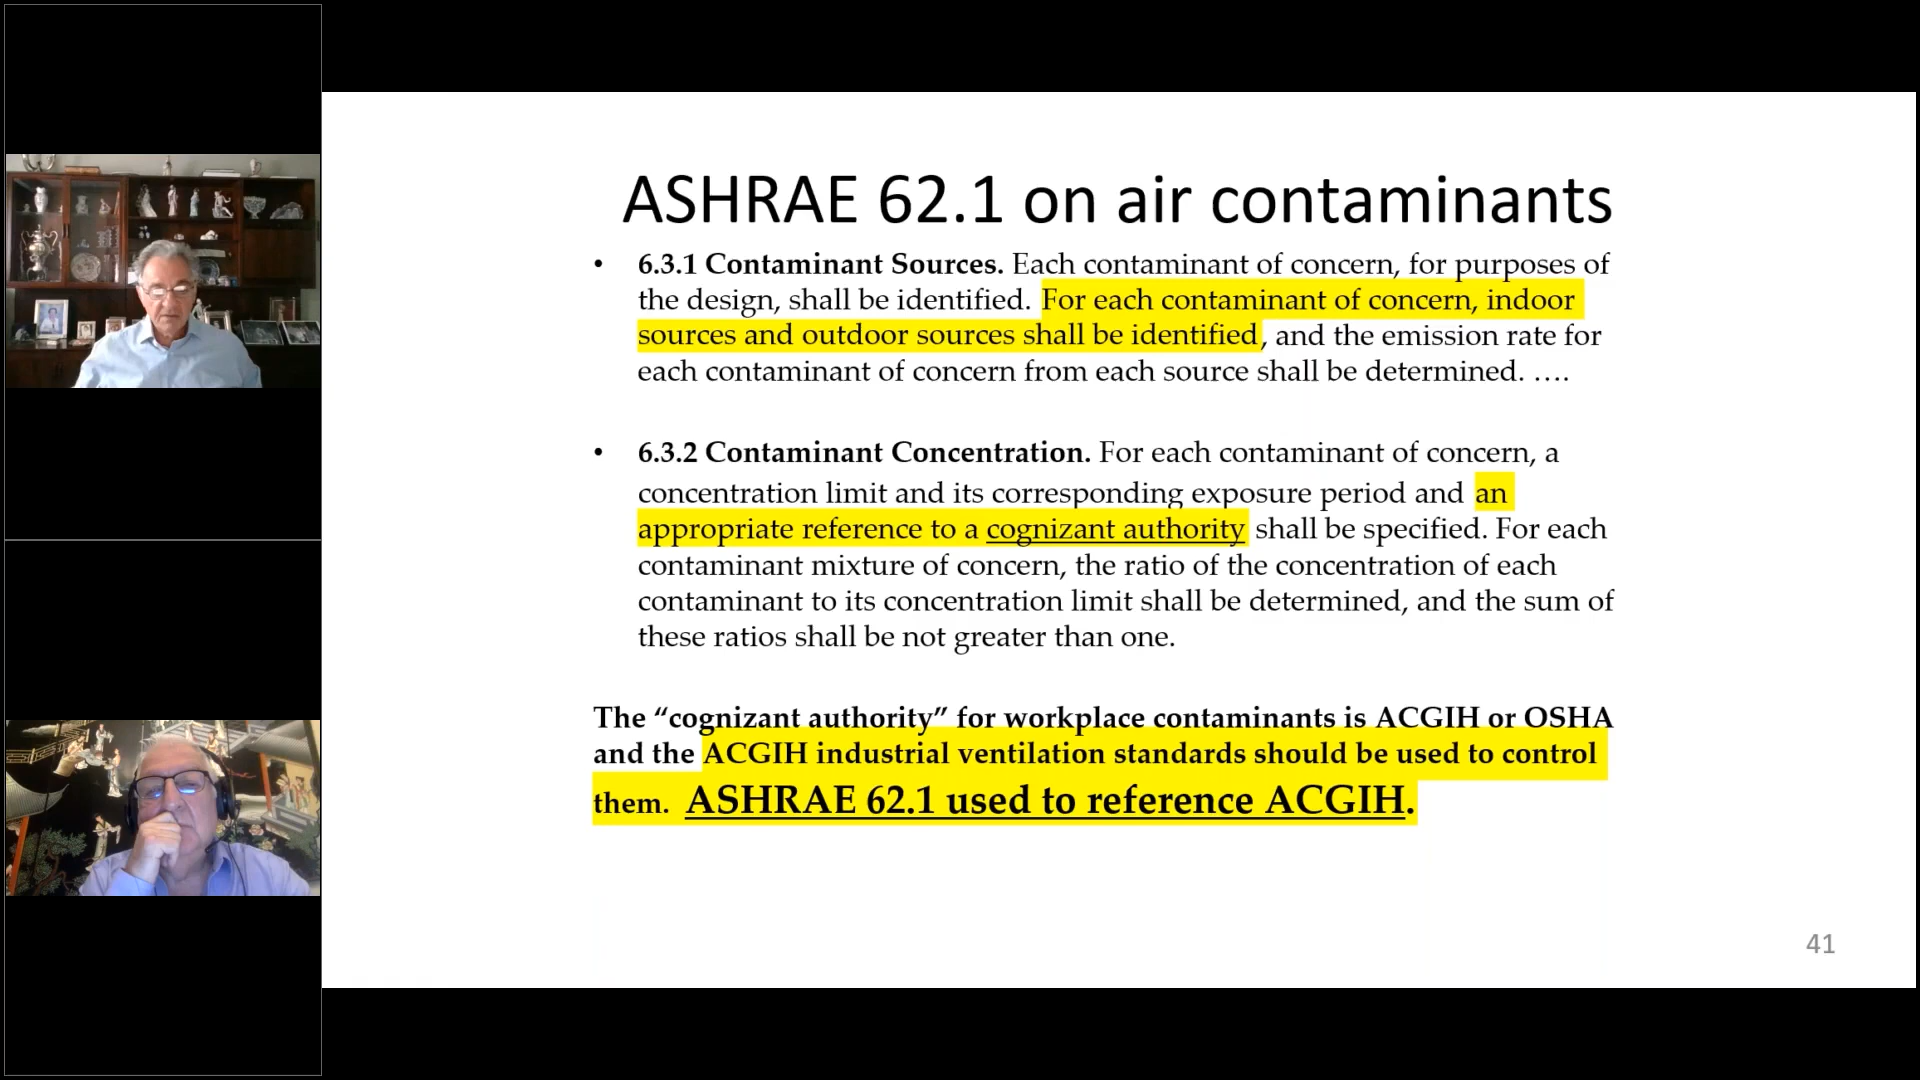 ASHRAE 62.1 on air contaminants
• 6.3.1 Contaminant Sources. Each contaminant of concern, for purposes of
the design, shall be identified. For each contaminant of concern, indoor
sources and outdoor sources shall be identified, and the emission rate for
each contaminant of concern from each source shall be determined. ….
• 6.3.2 Contaminant Concentration. For each contaminant of concern, a
concentration limit and its corresponding exposure period and an
appropriate reference to a cognizant authority shall be specified. For each
contaminant mixture of concern, the ratio of the concentration of each
contaminant to its concentration limit shall be determined, and the sum of
these ratios shall be not greater than one.
The “cognizant authority” for workplace contaminants is ACGIH or OSHA
and the ACGIH industrial ventilation standards should be used to control
them. ASHRAE 62.1 used to reference ACGIH.
41